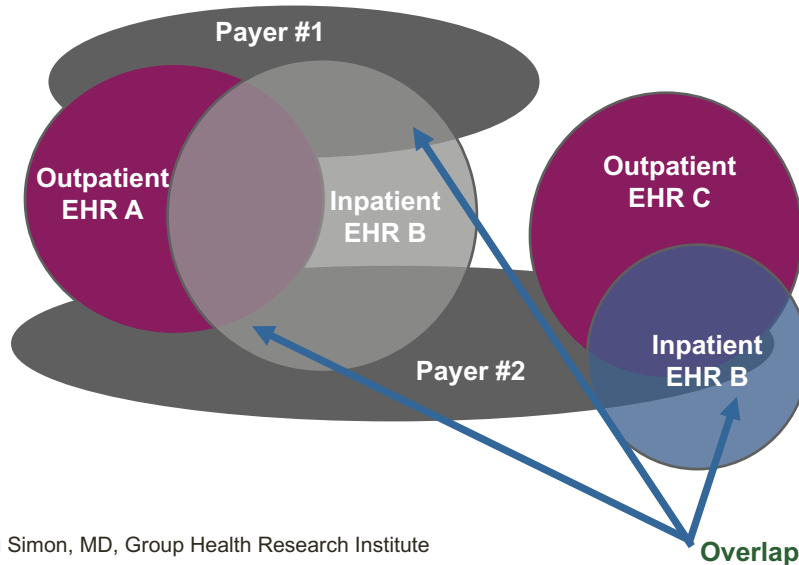 Payer #1
Outpatient
EHR A
Inpatient
EHR B
Outpatient
EHR C
Payer #2
Inpatient
EHR B
Simon, MD, Group Health Research Institute
Overlap